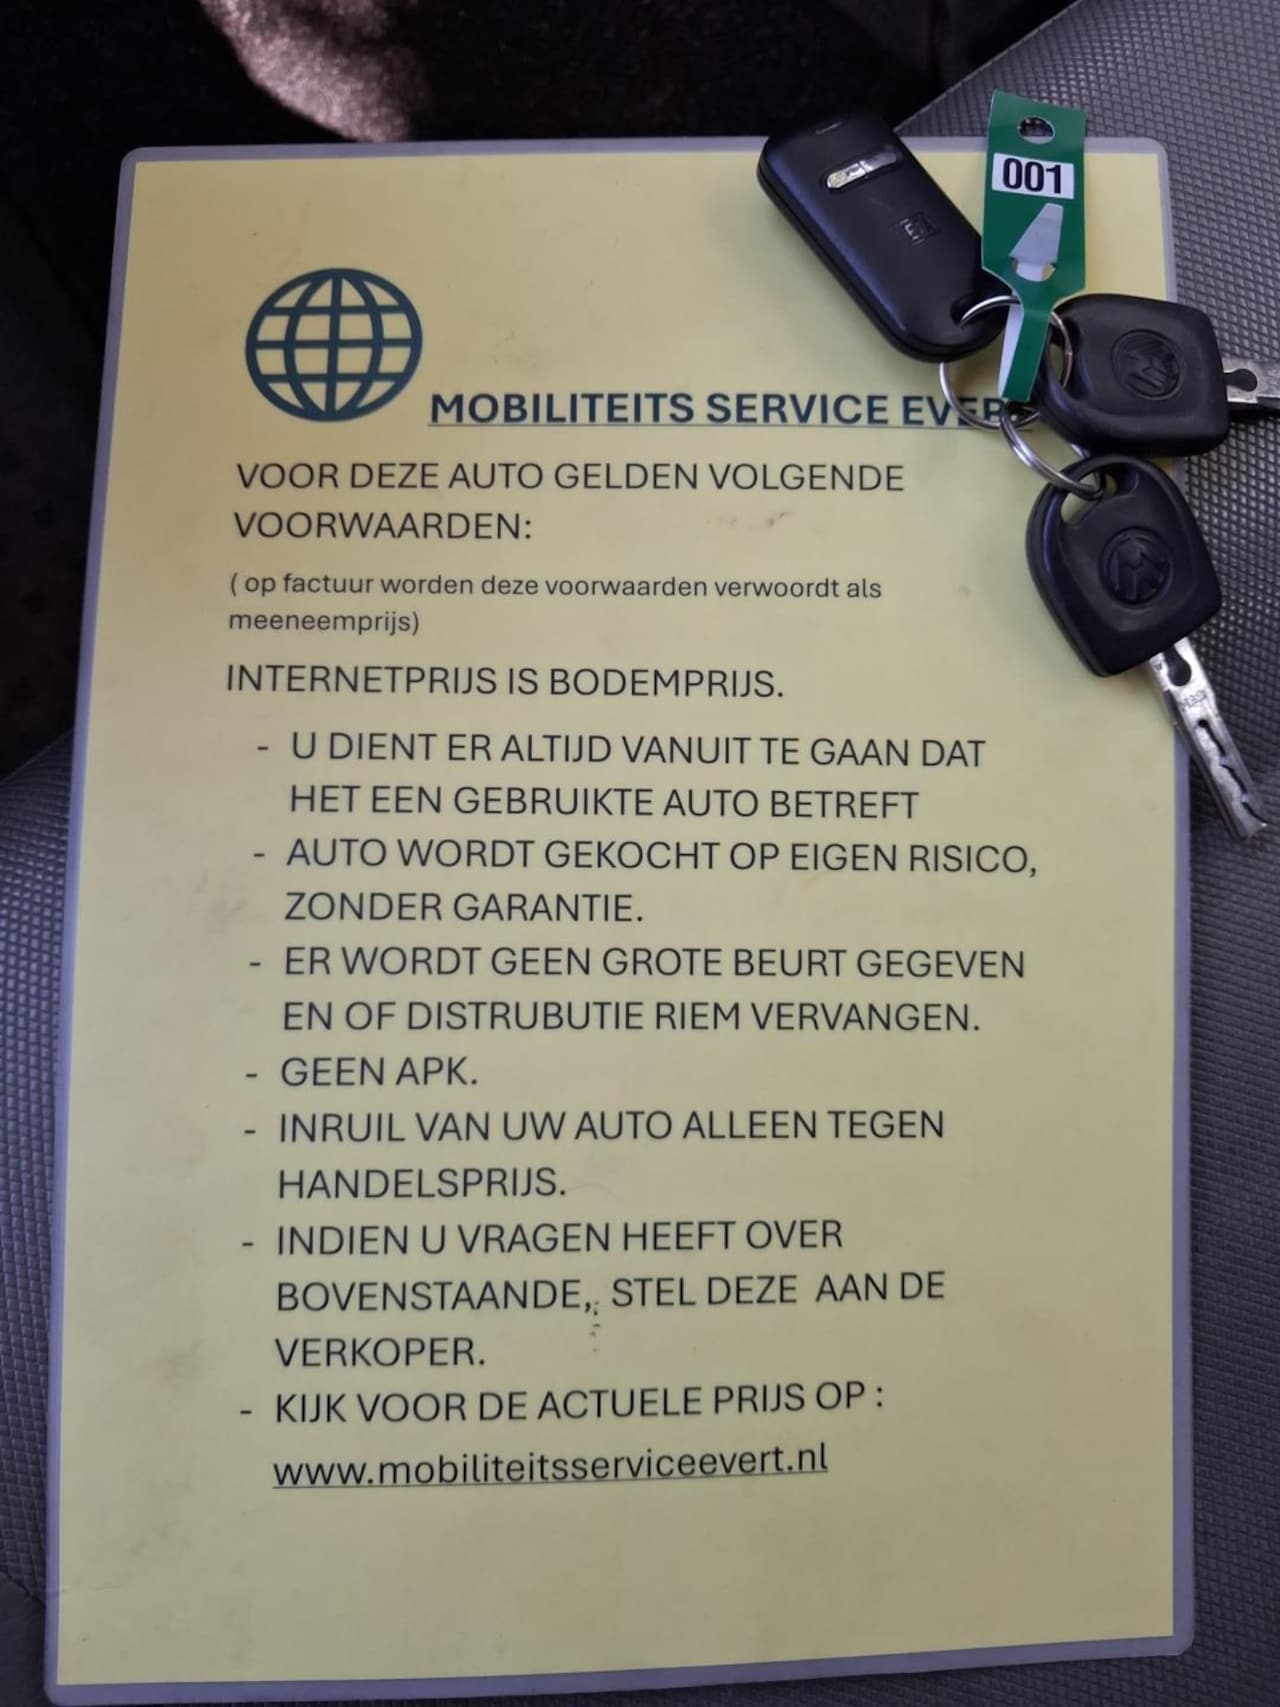 001
MOBILITEITS SERVICE EVER
VOOR DEZE AUTO GELDEN VOLGENDE
VOORWAARDEN:
( op factuur worden deze voorwaarden verwoordt als
meeneemprijs)
INTERNETPRIJS IS BODEMPRIJS.
- U DIENT ER ALTIJD VANUIT TE GAAN DAT
HET EEN GEBRUIKTE AUTO BETREFT
- AUTO WORDT GEKOCHT OP EIGEN RISICO,
ZONDER GARANTIE.
- ER WORDT GEEN GROTE BEURT GEGEVEN
EN OF DISTRUBUTIE RIEM VERVANGEN.
- GEEN APK.
- INRUIL VAN UW AUTO ALLEEN TEGEN
HANDELSPRIJS.
- INDIEN U VRAGEN HEEFT OVER
BOVENSTAANDE, STEL DEZE AAN DE
VERKOPER.
- KIJK VOOR DE ACTUELE PRIJS OP :
www.mobiliteitsserviceevert.nl